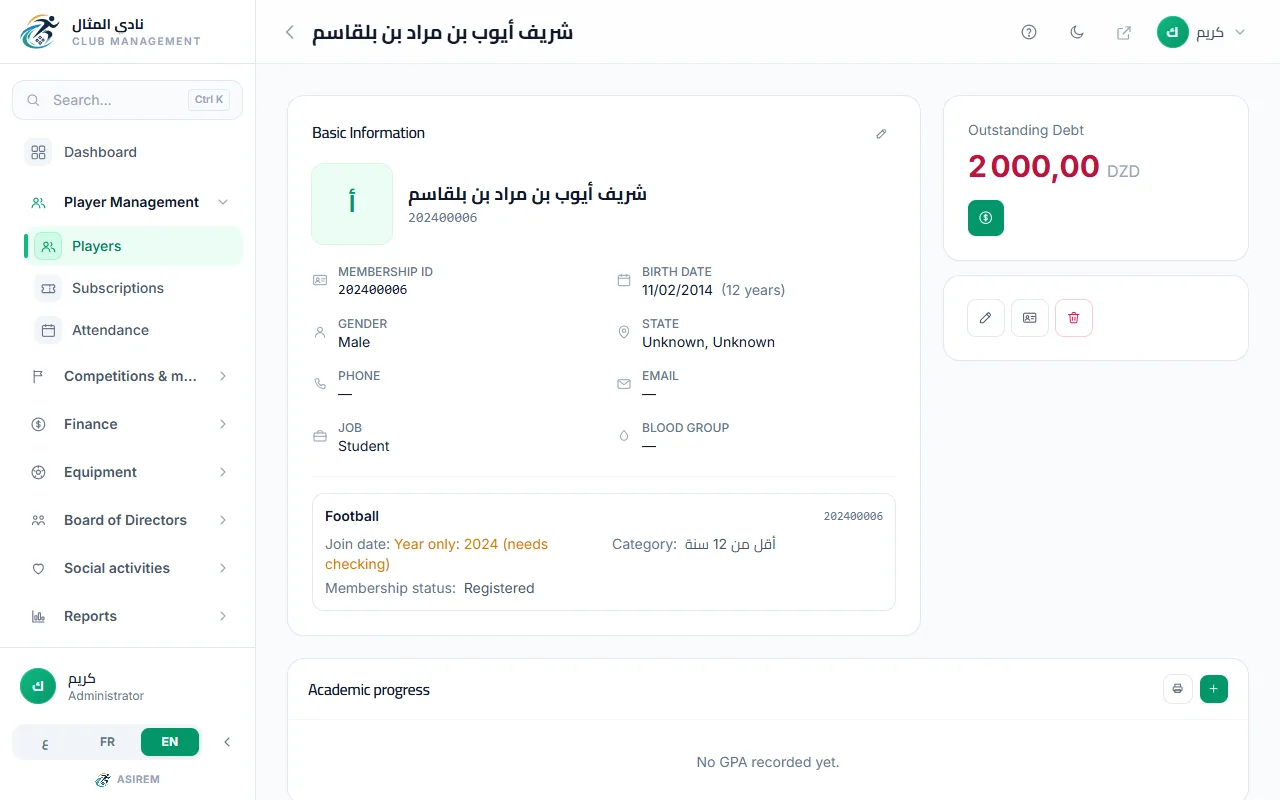 نادي المثال
CLUB MANAGEMENT
Search...
Ctrl K
Dashboard
Player Management
Players
Subscriptions
Attendance
Competitions & m...
Finance
Equipment
Board of Directors
Social activities
Reports
ك
كريم
Administrator
ع
FR
EN
ASIREM
شريف أيوب بن مراد بن بلقاسم
ك
كريم
Basic Information
أ
شريف أيوب بن مراد بن بلقاسم
202400006
MEMBERSHIP ID
202400006
BIRTH DATE
11/02/2014 (12 years)
GENDER
Male
STATE
Unknown, Unknown
PHONE
—
EMAIL
—
JOB
Student
BLOOD GROUP
—
Football
202400006
Join date: Year only: 2024 (needs
checking)
Category: أقل من 12 سنة
Membership status: Registered
Outstanding Debt
2 000,00 DZD
Academic progress
No GPA recorded yet.